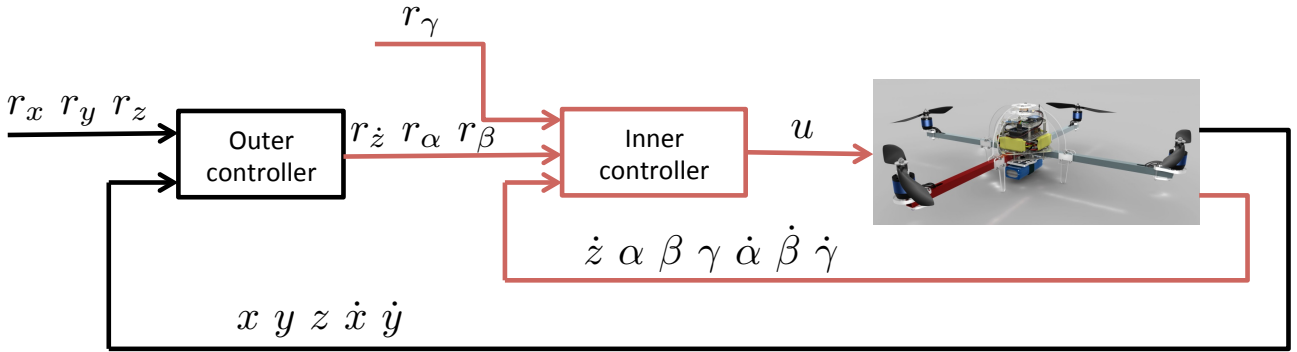 r_γ
r_x r_y r_z
Outer controller
r_ż r_α r_β
Inner controller
u
ż α β γ α̇ β̇ γ̇
x y z ẋ ẏ